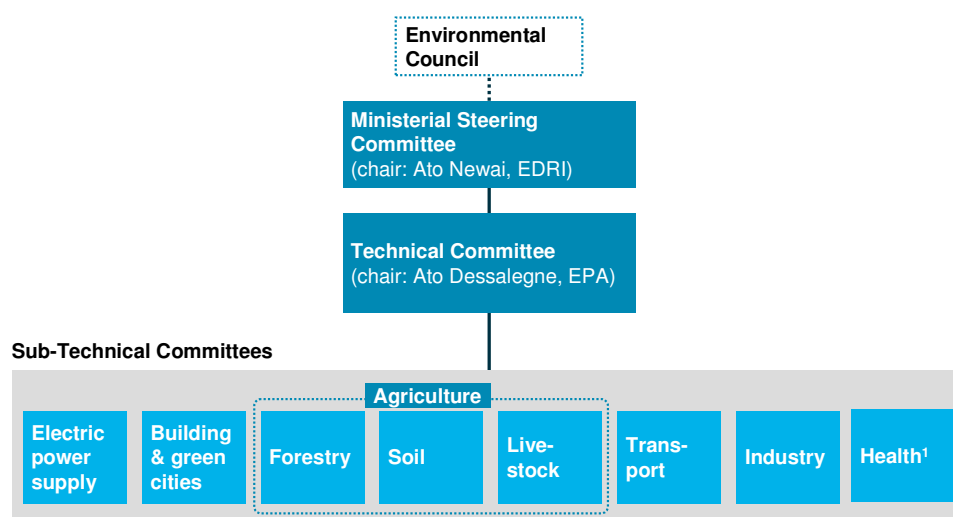 Environmental
Council
Ministerial Steering
Committee
(chair: Ato Newai, EDRI)
Technical Committee
(chair: Ato Dessalegne, EPA)
Sub-Technical Committees
Agriculture
Electric
power
supply
Building
& green
cities
Forestry
Soil
Live-
stock
Trans-
port
Industry
Health¹